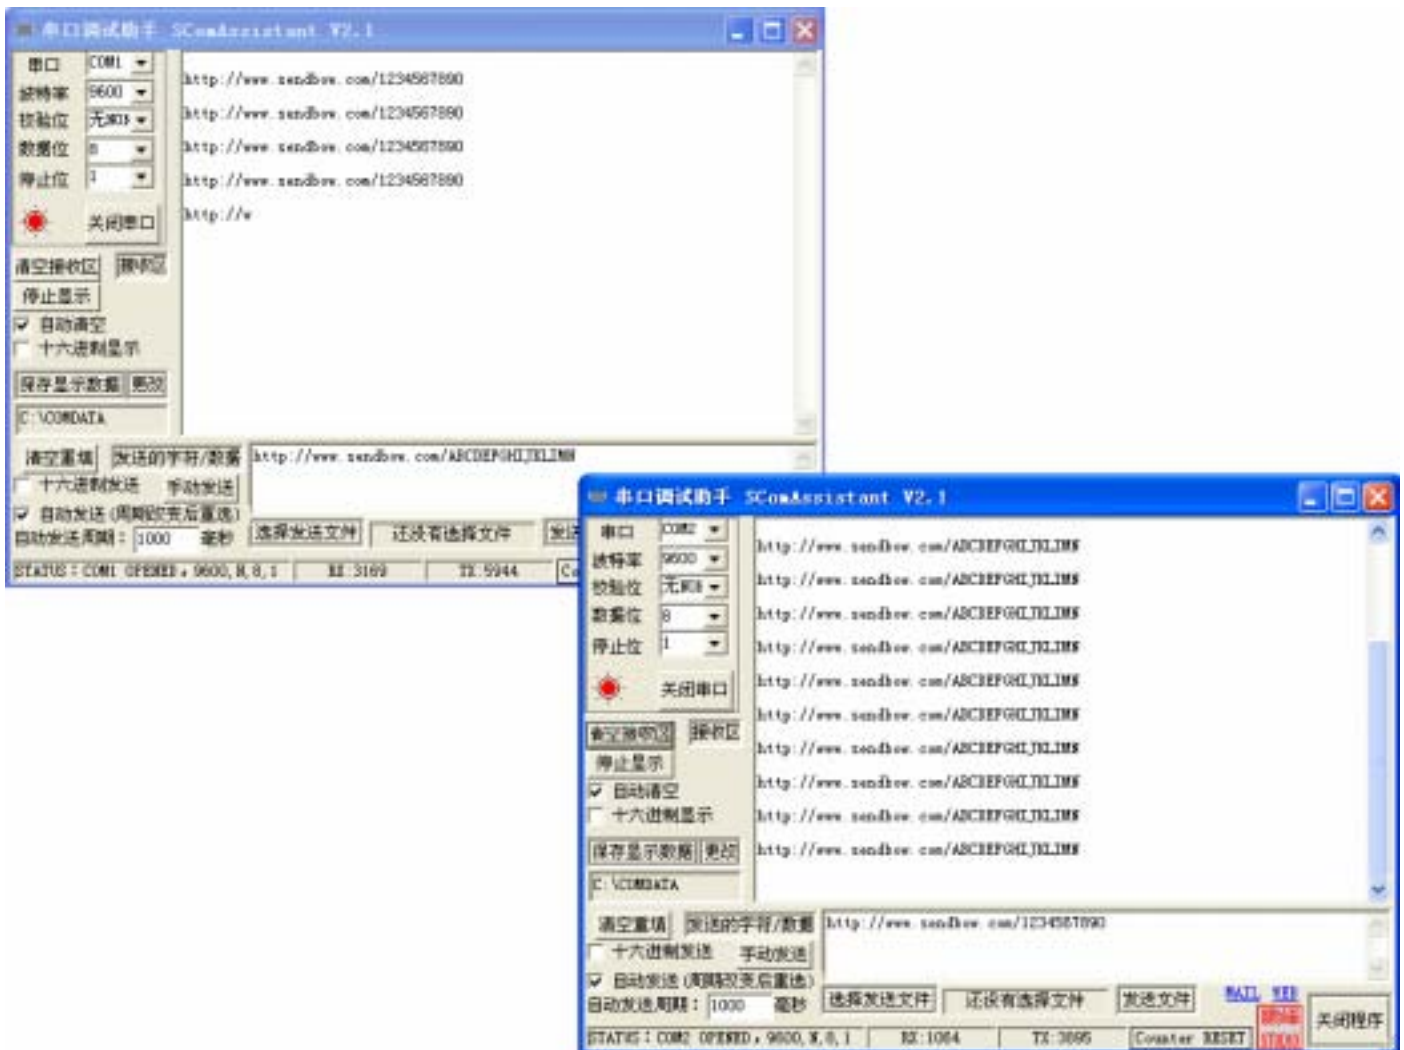 串口调试助手 SComAssistant V2.1
串口 COM1
波特率 9600
校验位 无NONE
数据位 8
停止位 1
关闭串口
清空接收区 接收区
停止显示
自动清空
十六进制显示
保存显示数据 更改
C:\COMDATA
http://www.sendbow.com/1234567890
http://www.sendbow.com/1234567890
http://www.sendbow.com/1234567890
http://www.sendbow.com/1234567890
http://w
清空重填 发送的字符/数据 http://www.sendbow.com/ABCDEFGHIJKLIMN
十六进制发送 手动发送
自动发送(周期改变后重选)
自动发送周期: 1000 毫秒 选择发送文件 还没有选择文件 发送
STATUS:COM1 OPENED,9600,N,8,1 RX:3169 TX:5944 Co
串口调试助手 SComAssistant V2.1
串口 COM2
波特率 9600
校验位 无NONE
数据位 8
停止位 1
关闭串口
清空接收区 接收区
停止显示
自动清空
十六进制显示
保存显示数据 更改
C:\COMDATA
http://www.sendbow.com/ABCDEFGHIJKLIMN
http://www.sendbow.com/ABCDEFGHIJKLIMN
http://www.sendbow.com/ABCDEFGHIJKLIMN
http://www.sendbow.com/ABCDEFGHIJKLIMN
http://www.sendbow.com/ABCDEFGHIJKLIMN
http://www.sendbow.com/ABCDEFGHIJKLIMN
http://www.sendbow.com/ABCDEFGHIJKLIMN
http://www.sendbow.com/ABCDEFGHIJKLIMN
http://www.sendbow.com/ABCDEFGHIJKLIMN
http://www.sendbow.com/ABCDEFGHIJKLIMN
清空重填 发送的字符/数据 http://www.sendbow.com/1234567890
十六进制发送 手动发送
自动发送(周期改变后重选)
自动发送周期: 1000 毫秒 选择发送文件 还没有选择文件 发送文件 MAIL WEB
关闭程序
STATUS:COM2 OPENED,9600,N,8,1 RX:1064 TX:3895 Counter RESET